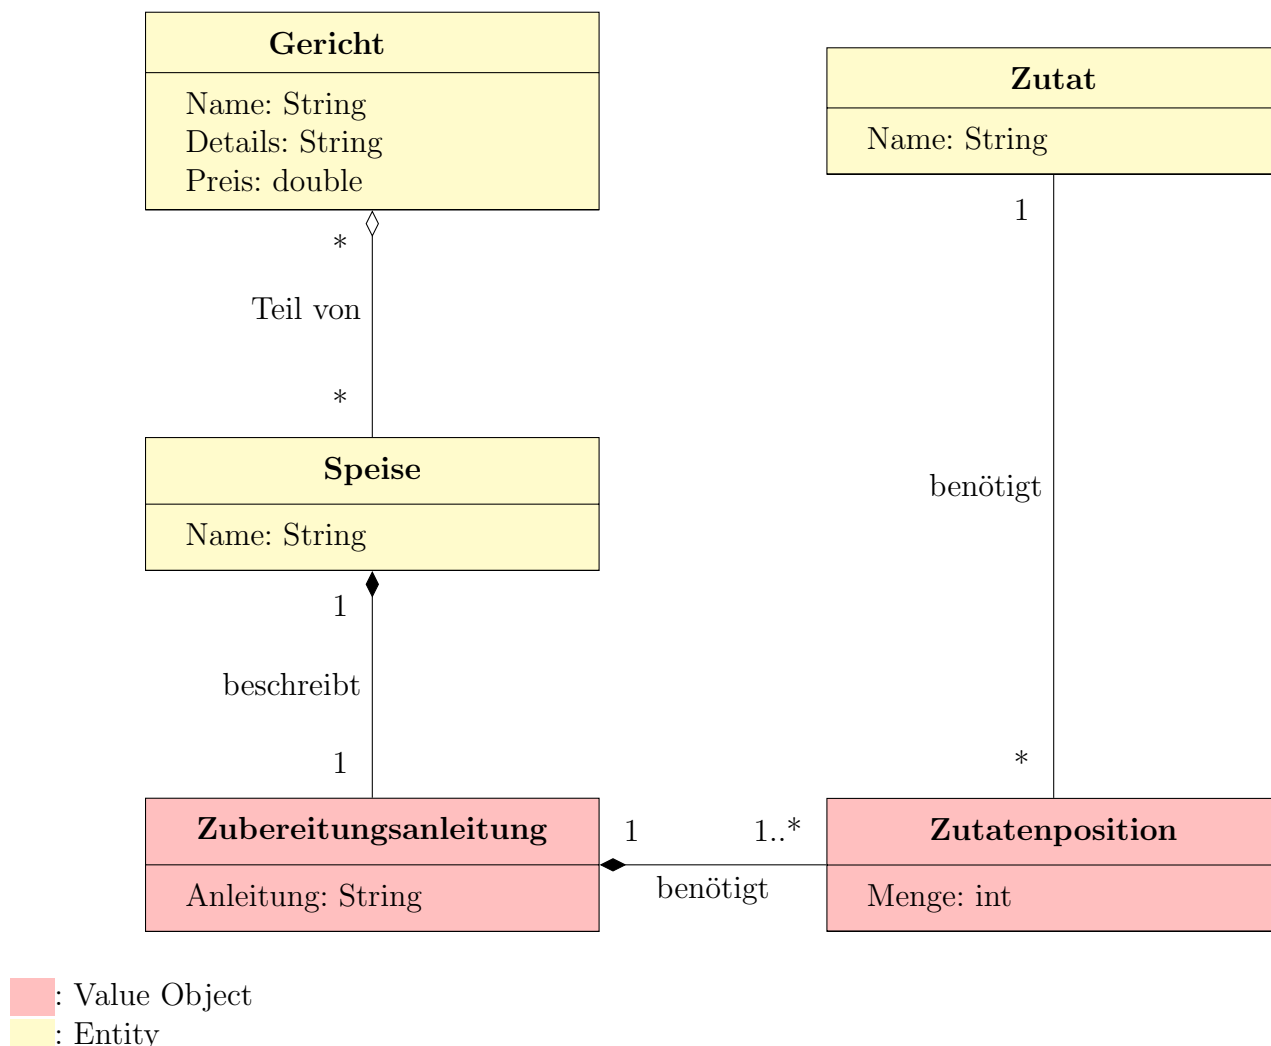 Gericht
Name: String
Details: String
Preis: double
Zutat
Name: String
1
*
Teil von
*
Speise
Name: String
benötigt
1
beschreibt
1
*
Zubereitungsanleitung
Anleitung: String
1
1..*
benötigt
Zutatenposition
Menge: int
: Value Object
: Entity